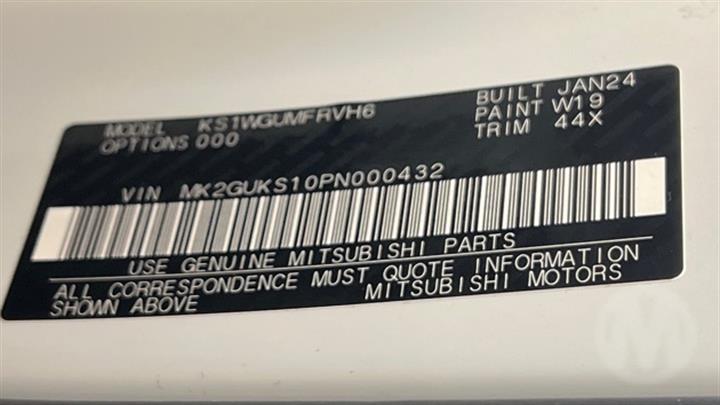 MODEL KS1WGUMFRVH6 BUILT JAN24
OPTIONS 000 PAINT W19
TRIM 44X
VIN MK2GUKS10PN000432
USE GENUINE MITSUBISHI PARTS
ALL CORRESPONDENCE MUST QUOTE INFORMATION
SHOWN ABOVE MITSUBISHI MOTORS
M